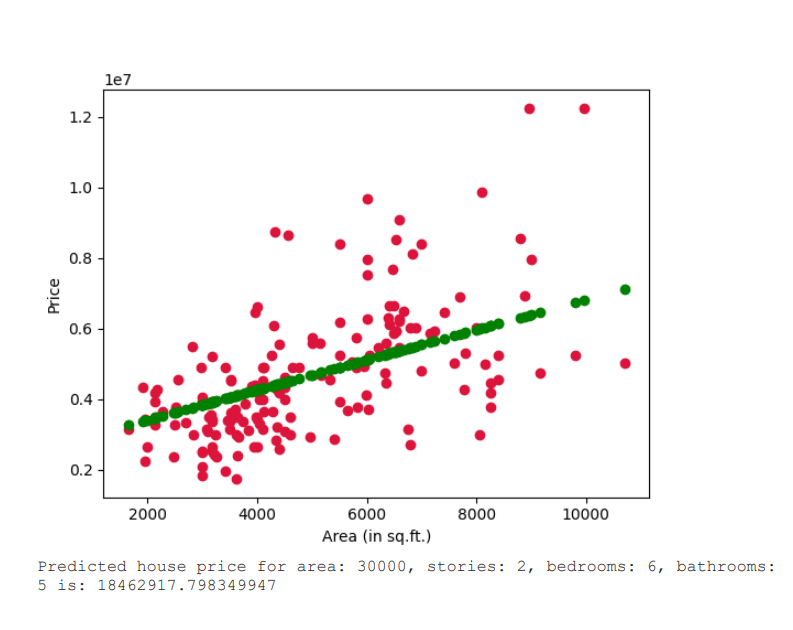 1e7
1.2
1.0
0.8
0.6
0.4
0.2
Price
2000 4000 6000 8000 10000
Area (in sq.ft.)
Predicted house price for area: 30000, stories: 2, bedrooms: 6, bathrooms:
5 is: 18462917.798349947